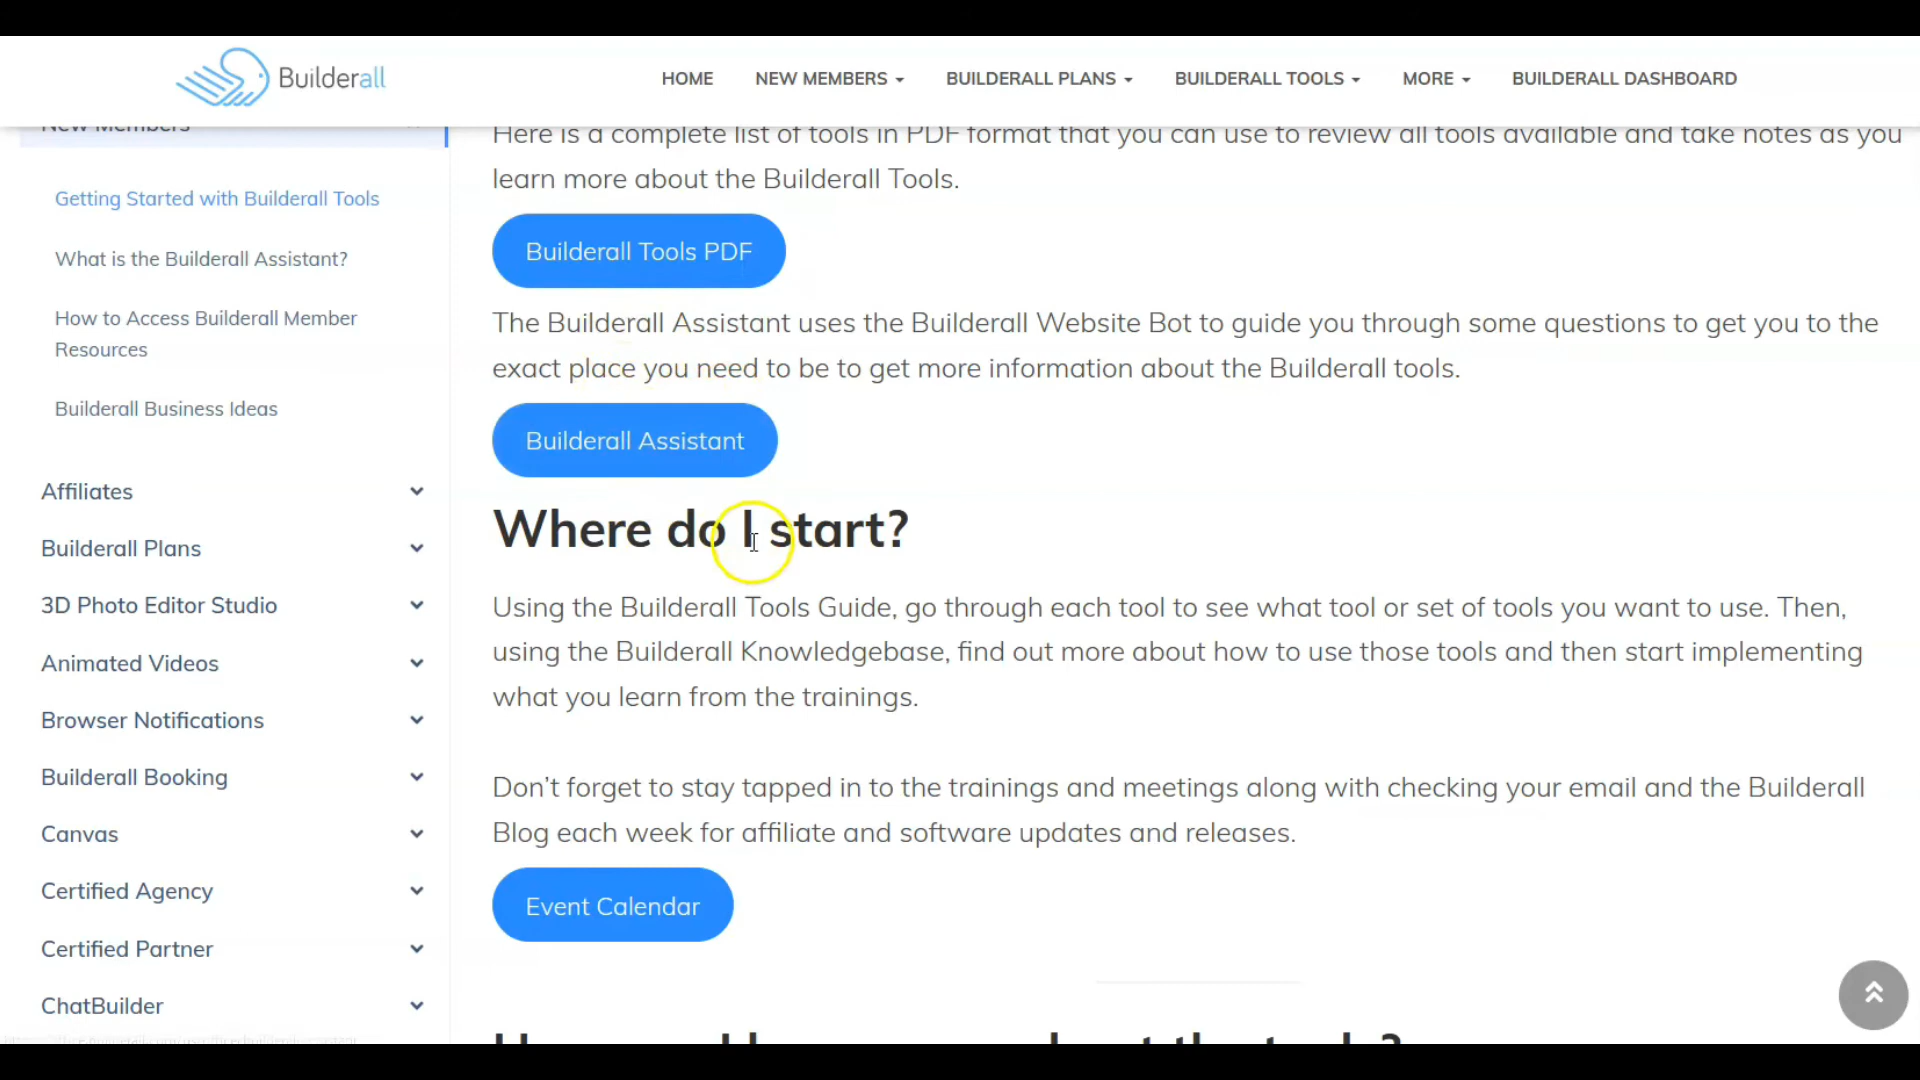 Builderall
HOME
NEW MEMBERS
BUILDERALL PLANS
BUILDERALL TOOLS
MORE
BUILDERALL DASHBOARD
New Members
Getting Started with Builderall Tools
What is the Builderall Assistant?
How to Access Builderall Member
Resources
Builderall Business Ideas
Affiliates
Builderall Plans
3D Photo Editor Studio
Animated Videos
Browser Notifications
Builderall Booking
Canvas
Certified Agency
Certified Partner
ChatBuilder
Here is a complete list of tools in PDF format that you can use to review all tools available and take notes as you
learn more about the Builderall Tools.
Builderall Tools PDF
The Builderall Assistant uses the Builderall Website Bot to guide you through some questions to get you to the
exact place you need to be to get more information about the Builderall tools.
Builderall Assistant
Where do I start?
Using the Builderall Tools Guide, go through each tool to see what tool or set of tools you want to use. Then,
using the Builderall Knowledgebase, find out more about how to use those tools and then start implementing
what you learn from the trainings.
Don’t forget to stay tapped in to the trainings and meetings along with checking your email and the Builderall
Blog each week for affiliate and software updates and releases.
Event Calendar